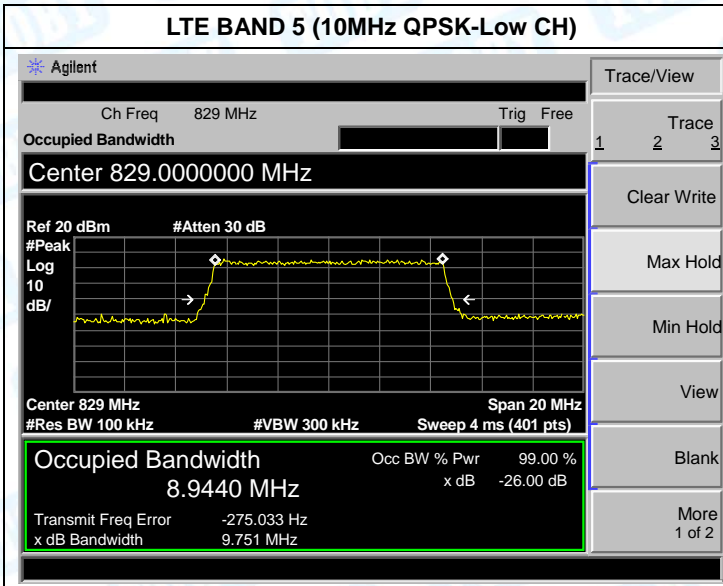 LTE BAND 5 (10MHz QPSK-Low CH)
Agilent
Trace/View
Ch Freq 829 MHz Trig Free
Occupied Bandwidth
Trace
1 2 3
Center 829.0000000 MHz
Clear Write
Ref 20 dBm #Atten 30 dB
#Peak
Log
10
dB/
Max Hold
Min Hold
View
Center 829 MHz Span 20 MHz
#Res BW 100 kHz #VBW 300 kHz Sweep 4 ms (401 pts)
Occupied Bandwidth Occ BW % Pwr 99.00 %
8.9440 MHz x dB -26.00 dB
Blank
Transmit Freq Error -275.033 Hz
x dB Bandwidth 9.751 MHz
More
1 of 2